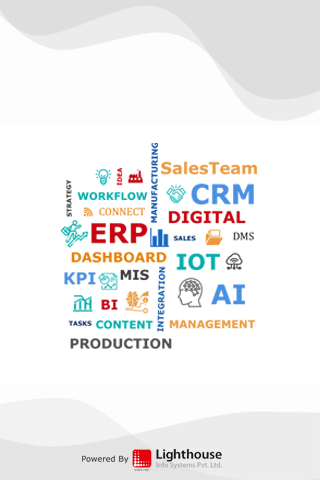 MANUFACTURING
SalesTeam
IDEA
STRATEGY
WORKFLOW
CRM
CONNECT
DIGITAL
ERP
SALES
DMS
DASHBOARD
IOT
KPI
MIS
INTEGRATION
AI
BI
TASKS
CONTENT
MANAGEMENT
PRODUCTION
Powered By
Lighthouse
Info Systems Pvt. Ltd.